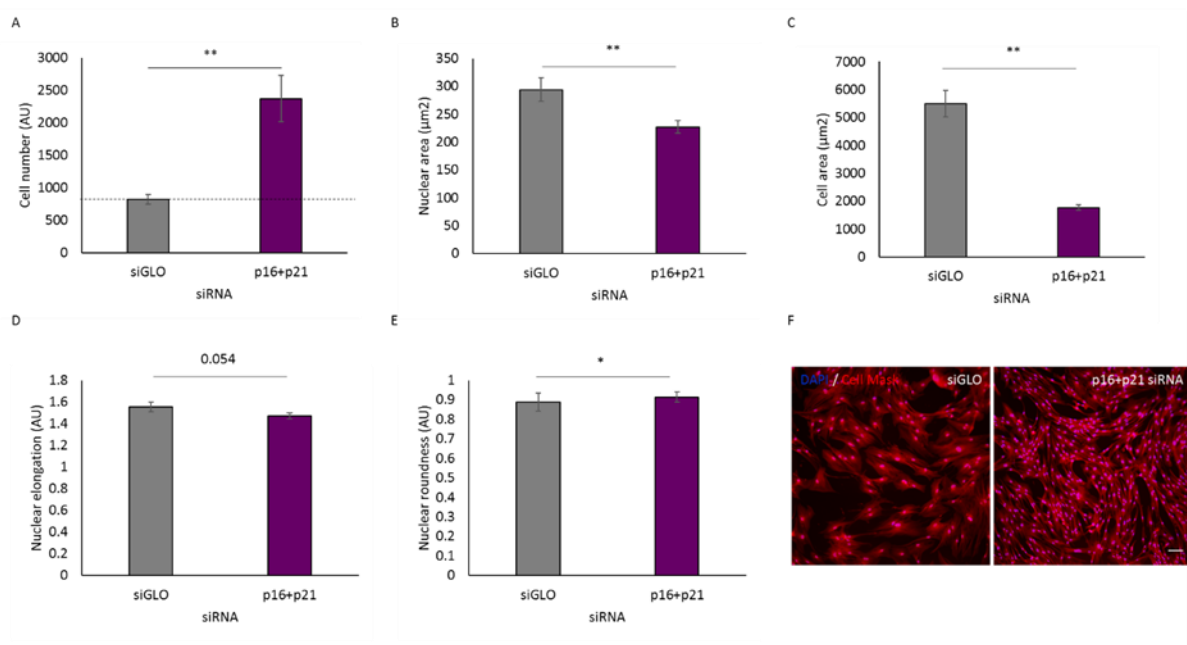 A
**
3000
2500
2000
1500
1000
500
0
Cell number (AU)
siGLO p16+p21
siRNA
B
**
350
300
250
200
150
100
50
0
Nuclear area (µm2)
siGLO p16+p21
siRNA
C
**
7000
6000
5000
4000
3000
2000
1000
0
Cell area (µm2)
siGLO p16+p21
siRNA
D
0.054
1.8
1.6
1.4
1.2
1
0.8
0.6
0.4
0.2
0
Nuclear elongation (AU)
siGLO p16+p21
siRNA
E
*
1
0.9
0.8
0.7
0.6
0.5
0.4
0.3
0.2
0.1
0
Nuclear roundness (AU)
siGLO p16+p21
siRNA
F
DAPI / Cell Mask siGLO
p16+p21 siRNA